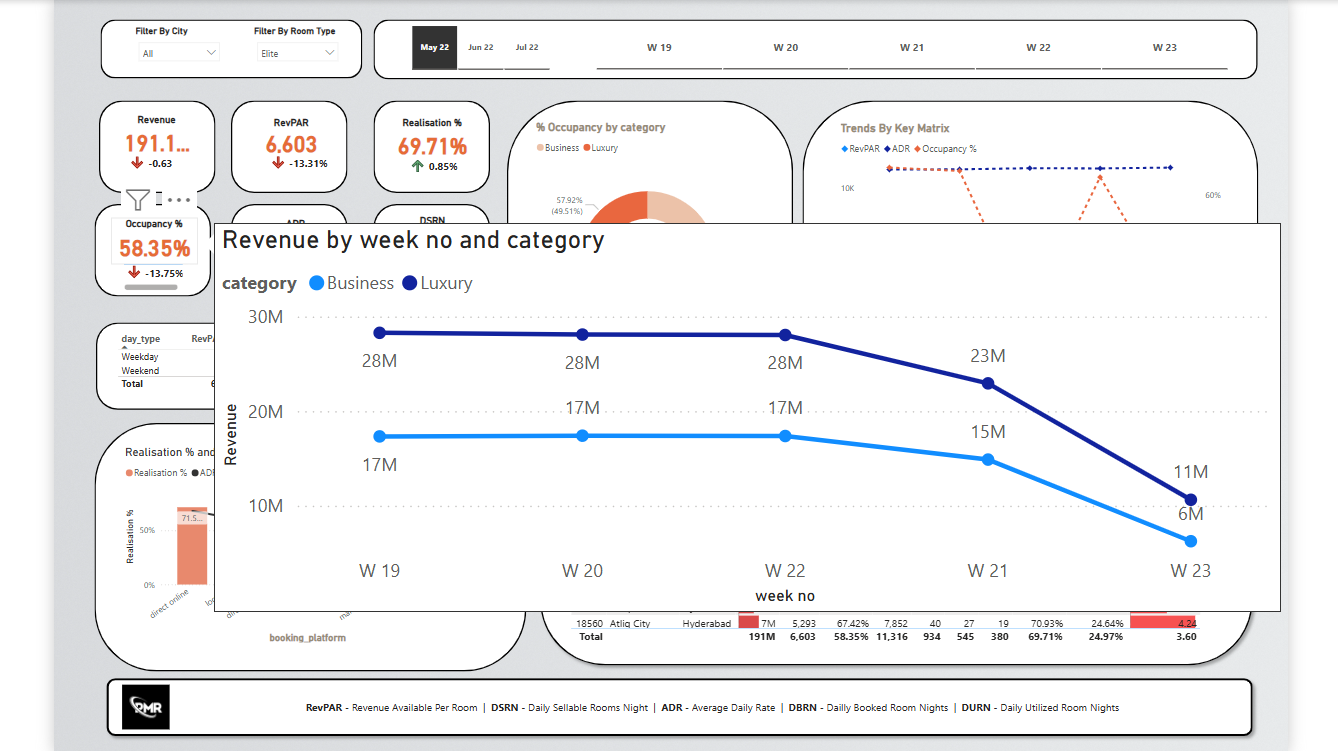 Filter By City
Filter By Room Type
All
Elite
May 22
Jun 22
Jul 22
W 19
W 20
W 21
W 22
W 23
Revenue
191.1...
-0.63
RevPAR
6,603
-13.31%
Realisation %
69.71%
0.85%
% Occupancy by category
Business
Luxury
57.92%
(49.51%)
Trends By Key Matrix
RevPAR
ADR
Occupancy %
10K
60%
Occupancy %
58.35%
-13.75%
DSRN
Revenue by week no and category
category
Business
Luxury
30M
20M
10M
Revenue
28M
28M
28M
23M
11M
17M
17M
17M
15M
6M
W 19
W 20
W 22
W 21
W 23
week no
day_type
Weekday
Weekend
Total
Realisation %
Realisation %
Realisation %
50%
0%
71.5...
direct online
booking_platform
18560 Atliq City Hyderabad 7M 5,293 67.42% 7,852 40 27 19 70.93% 24.64% 4.24
Total 191M 6,603 58.35% 11,316 934 545 380 69.71% 24.97% 3.60
RMR
RevPAR - Revenue Available Per Room | DSRN - Daily Sellable Rooms Night | ADR - Average Daily Rate | DBRN - Dailly Booked Room Nights | DURN - Daily Utilized Room Nights